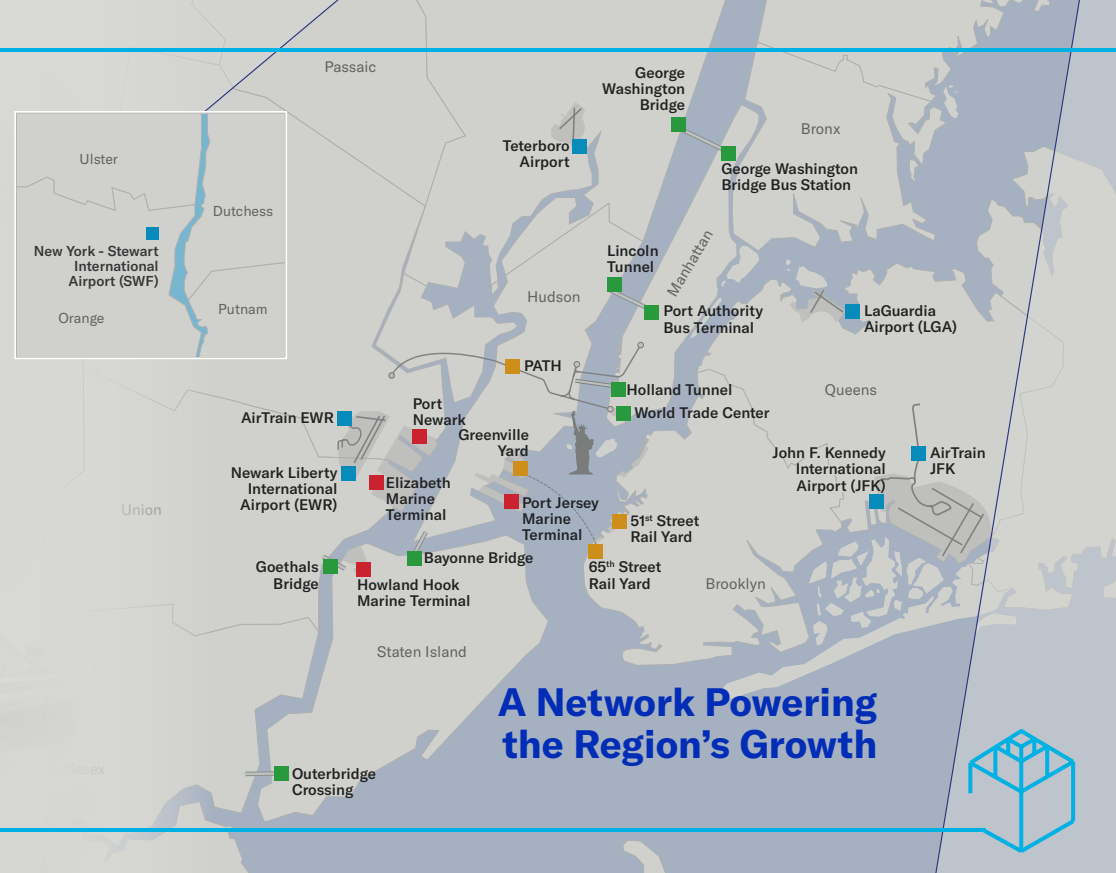 Passaic
George
Washington
Bridge
Bronx
Teterboro
Airport
George Washington
Bridge Bus Station
Ulster
Dutchess
New York - Stewart
International
Airport (SWF)
Putnam
Orange
Lincoln
Tunnel
Manhattan
Hudson
Port Authority
Bus Terminal
LaGuardia
Airport (LGA)
PATH
Holland Tunnel
Queens
World Trade Center
AirTrain EWR
Port
Newark
Greenville
Yard
John F. Kennedy
International
Airport (JFK)
AirTrain
JFK
Newark Liberty
International
Airport (EWR)
Elizabeth
Marine
Terminal
Port Jersey
Marine
Terminal
51st Street
Rail Yard
Union
Bayonne Bridge
Goethals
Bridge
65th Street
Rail Yard
Brooklyn
Howland Hook
Marine Terminal
Staten Island
A Network Powering
the Region's Growth
Outerbridge
Crossing